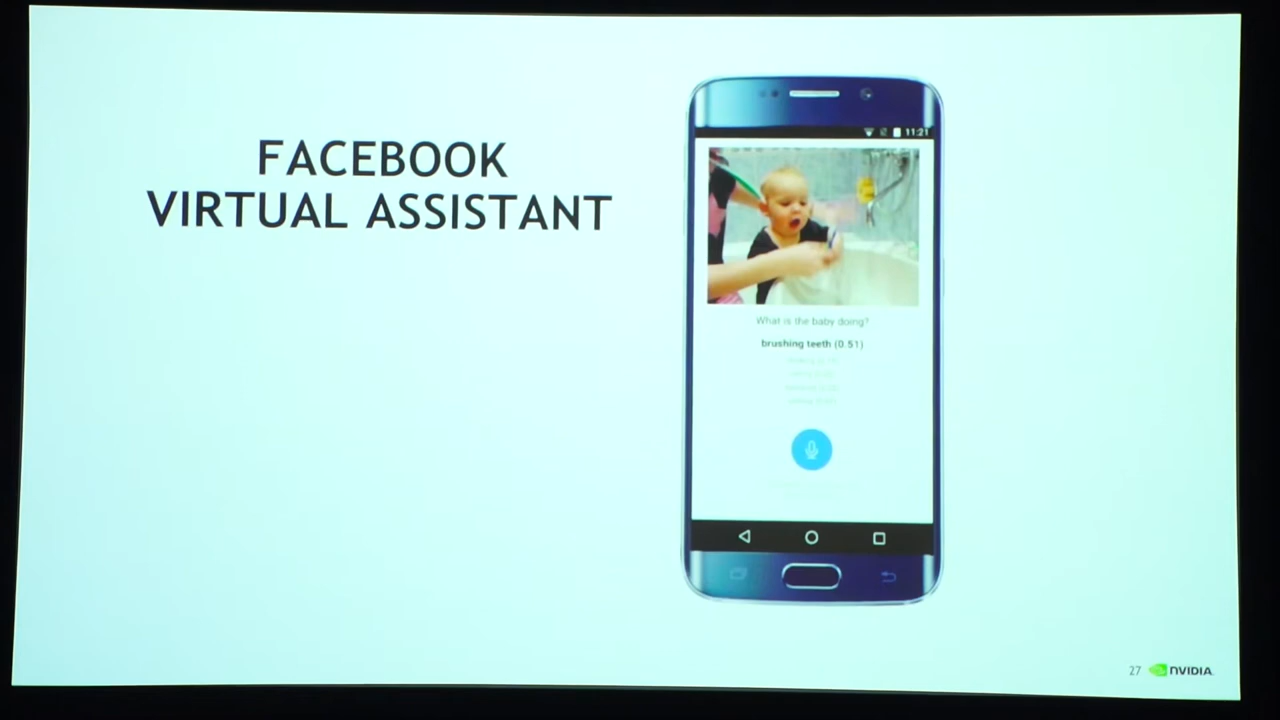 FACEBOOK
VIRTUAL ASSISTANT
11:21
What is the baby doing?
brushing teeth (0.51)
27 NVIDIA.